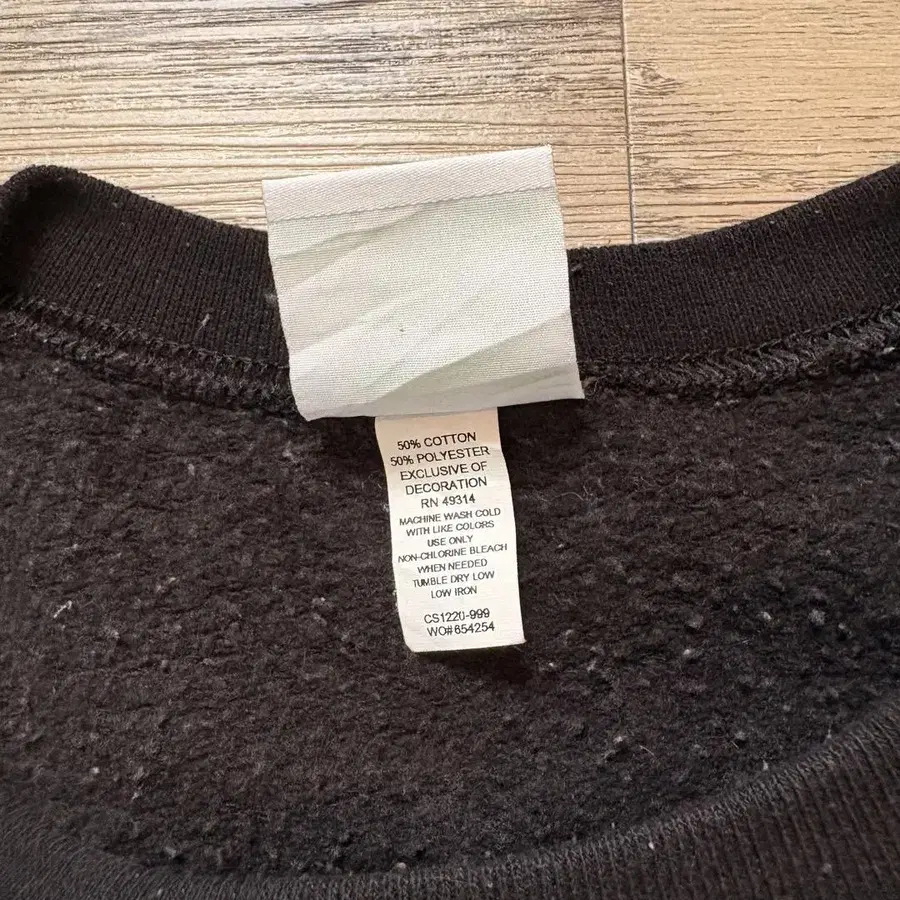 50% COTTON
50% POLYESTER
EXCLUSIVE OF
DECORATION
RN 49314
MACHINE WASH COLD
WITH LIKE COLORS
USE ONLY
NON-CHLORINE BLEACH
WHEN NEEDED
TUMBLE DRY LOW
LOW IRON
CS1220-999
WO#654254